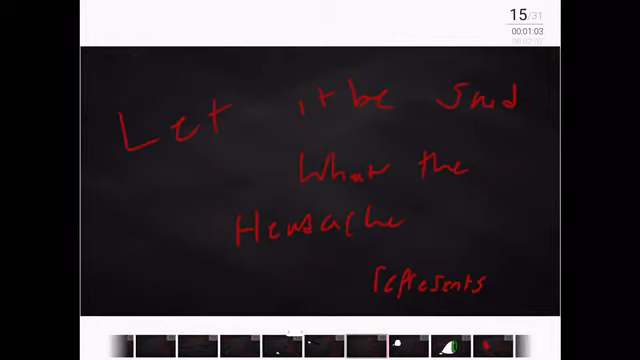 15/31
00:01:03
Let it be said
What the
Headache
represents